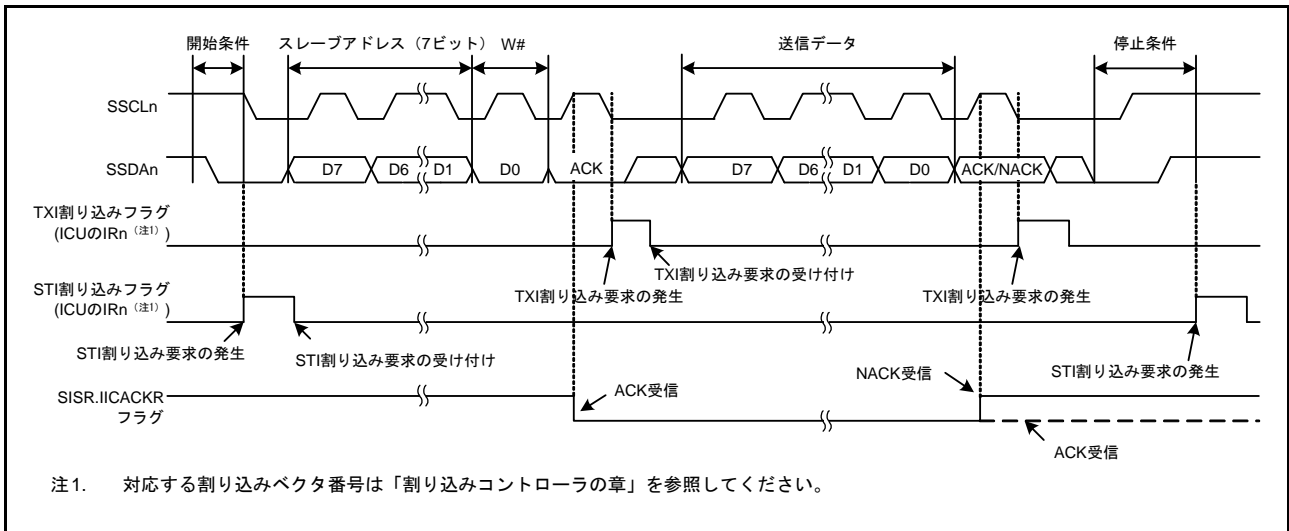 開始条件 スレーブアドレス（7ビット） W# 送信データ 停止条件
SSCLn
SSDAn D7 D6 D1 D0 ACK D7 D6 D1 D0 ACK/NACK
TXI割り込みフラグ
(ICUのIRn（注1）)
TXI割り込み要求の受け付け
TXI割り込み要求の発生 TXI割り込み要求の発生
STI割り込みフラグ
(ICUのIRn（注1）)
STI割り込み要求の発生 STI割り込み要求の受け付け STI割り込み要求の発生
SISR.IICACKR
フラグ
ACK受信 NACK受信
ACK受信
注1. 対応する割り込みベクタ番号は「割り込みコントローラの章」を参照してください。